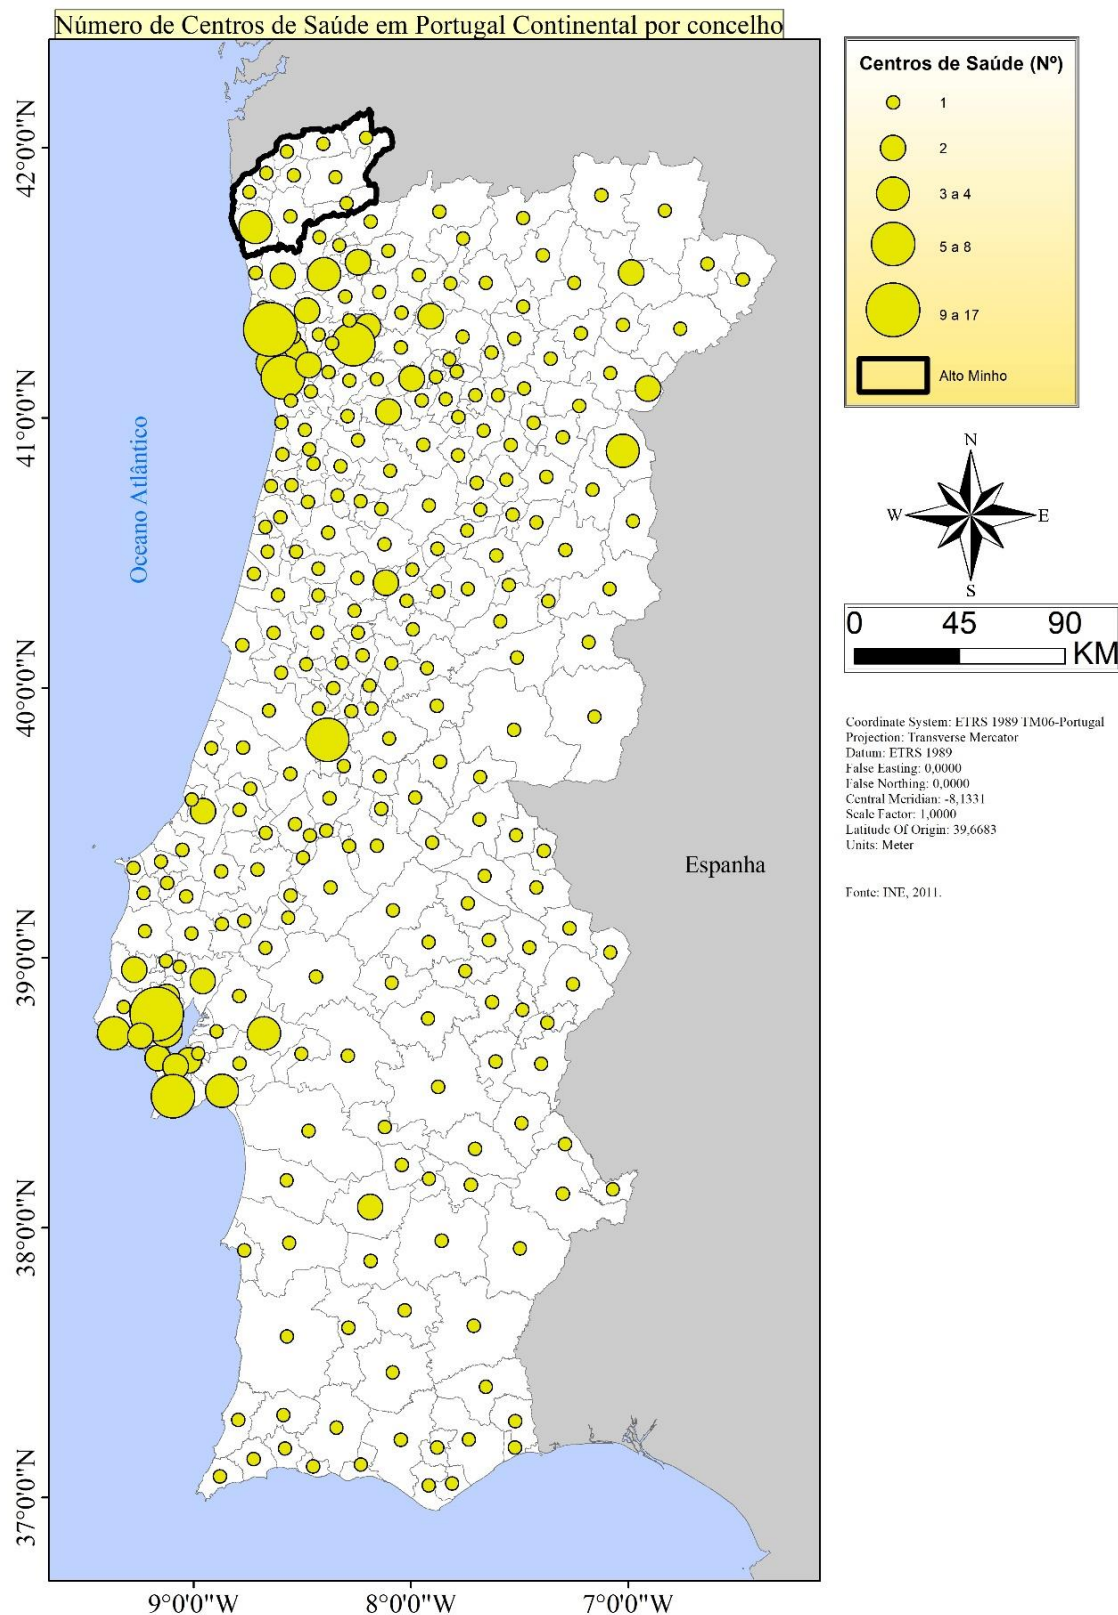 Número de Centros de Saúde em Portugal Continental por concelho
42°0'0"N
41°0'0"N
40°0'0"N
39°0'0"N
38°0'0"N
37°0'0"N
Oceano Atlântico
Espanha
9°0'0"W
8°0'0"W
7°0'0"W
Centros de Saúde (Nº)
1
2
3 a 4
5 a 8
9 a 17
Alto Minho
N
W
E
S
0 45 90
KM
Coordinate System: ETRS 1989 TM06-Portugal
Projection: Transverse Mercator
Datum: ETRS 1989
False Easting: 0,0000
False Northing: 0,0000
Central Meridian: -8,1331
Scale Factor: 1,0000
Latitude Of Origin: 39,6683
Units: Meter
Fonte: INE, 2011.